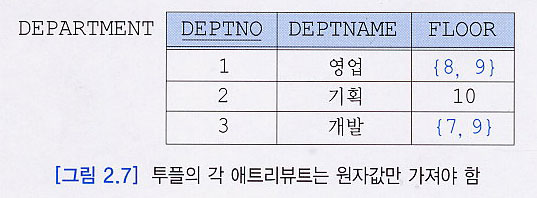 DEPARTMENT DEPTNO DEPTNAME FLOOR
1 영업 {8, 9}
2 기획 10
3 개발 {7, 9}
[그림 2.7] 투플의 각 애트리뷰트는 원자값만 가져야 함